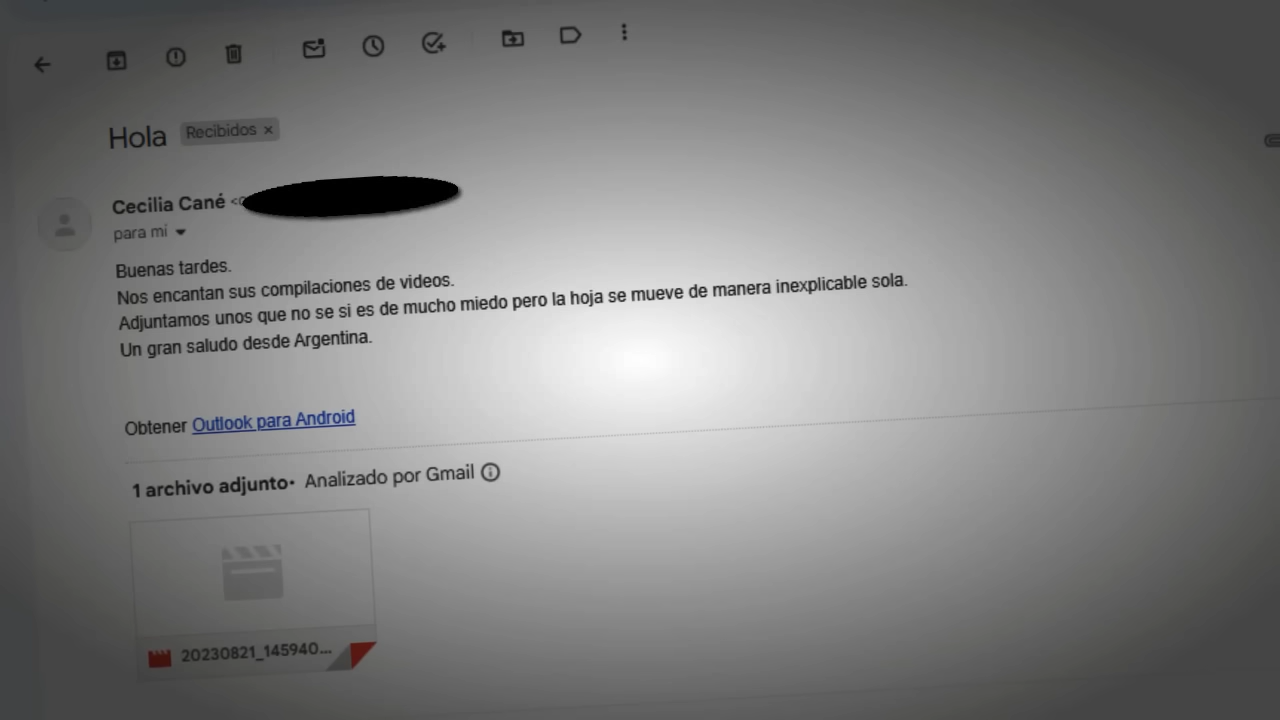 Hola Recibidos ×
Cecilia Cané
para mí
Buenas tardes.
Nos encantan sus compilaciones de videos.
Adjuntamos unos que no se si es de mucho miedo pero la hoja se mueve de manera inexplicable sola.
Un gran saludo desde Argentina.
Obtener Outlook para Android
1 archivo adjunto• Analizado por Gmail
20230821_145940...